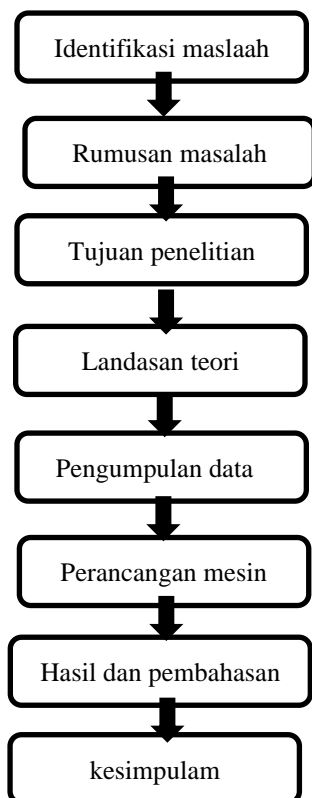 Identifikasi maslaah
Rumusan masalah
Tujuan penelitian
Landasan teori
Pengumpulan data
Perancangan mesin
Hasil dan pembahasan
kesimpulam